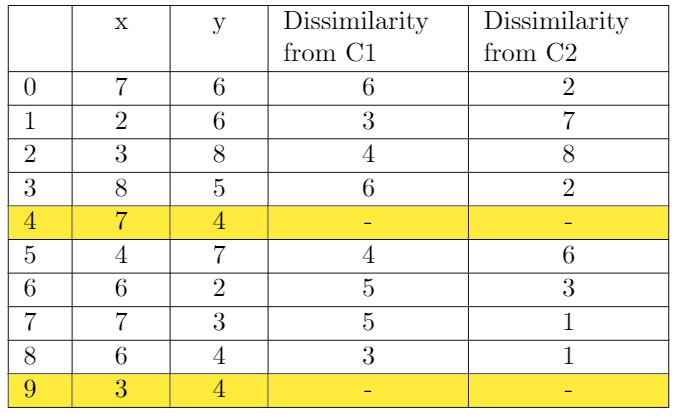 x y Dissimilarity from C1 Dissimilarity from C2
0 7 6 6 2
1 2 6 3 7
2 3 8 4 8
3 8 5 6 2
4 7 4 - -
5 4 7 4 6
6 6 2 5 3
7 7 3 5 1
8 6 4 3 1
9 3 4 - -